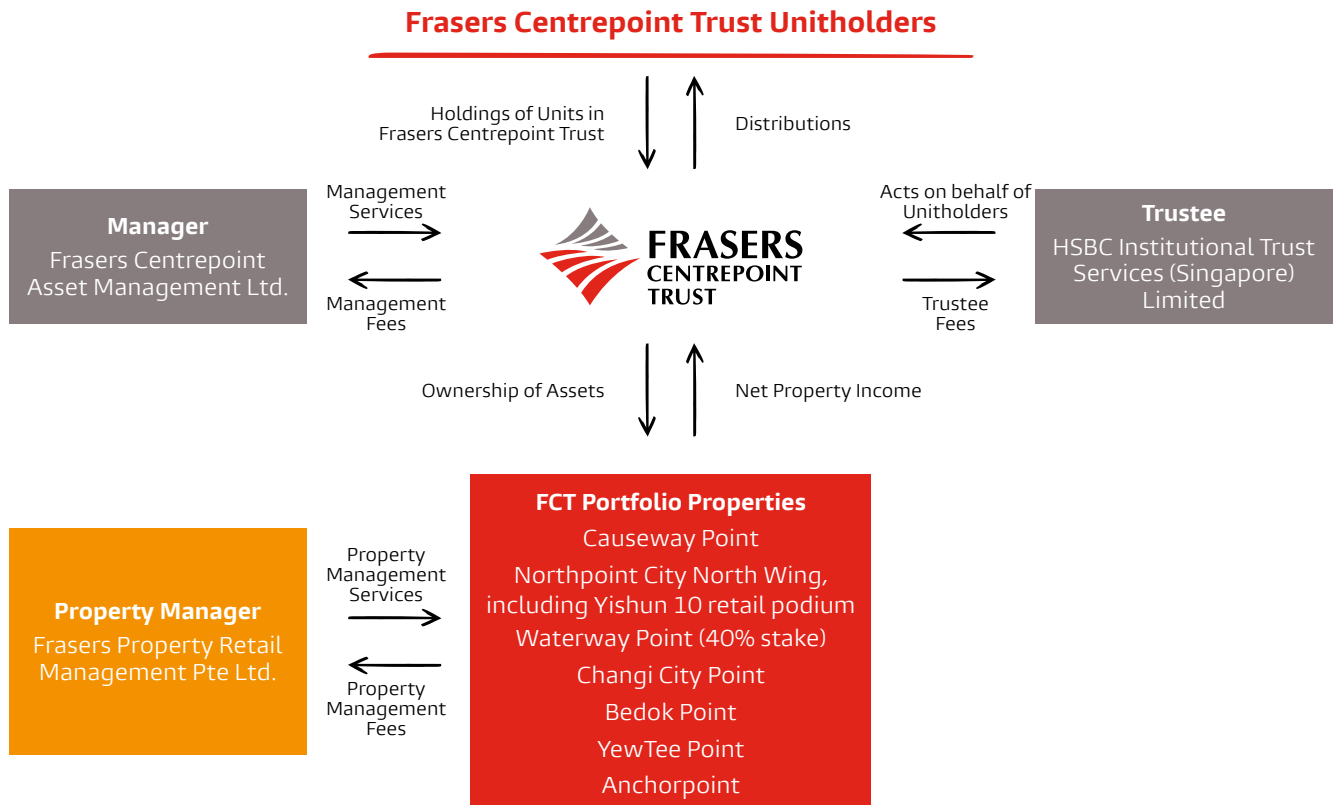 Frasers Centrepoint Trust Unitholders
Holdings of Units in
Frasers Centrepoint Trust
Distributions
Manager
Frasers Centrepoint
Asset Management Ltd.
Management
Services
Management
Fees
FRASERS
CENTREPOINT
TRUST
Acts on behalf of
Unitholders
Trustee
Fees
Trustee
HSBC Institutional Trust
Services (Singapore)
Limited
Ownership of Assets
Net Property Income
Property Manager
Frasers Property Retail
Management Pte Ltd.
Property
Management
Services
Property
Management
Fees
FCT Portfolio Properties
Causeway Point
Northpoint City North Wing,
including Yishun 10 retail podium
Waterway Point (40% stake)
Changi City Point
Bedok Point
YewTee Point
Anchorpoint